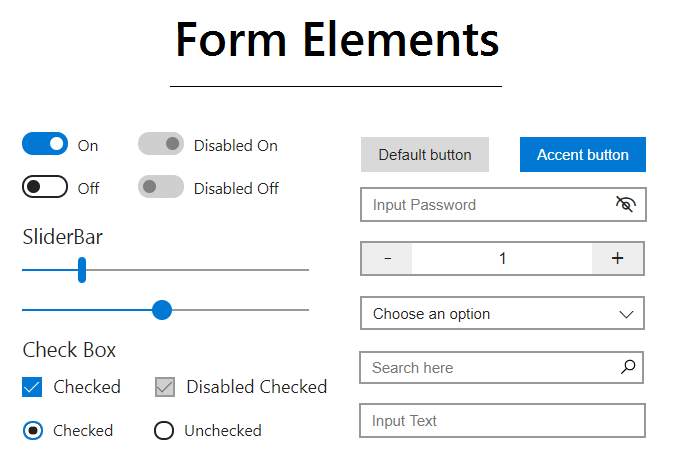 Form Elements
On
Disabled On
Off
Disabled Off
SliderBar
Check Box
Checked
Disabled Checked
Checked
Unchecked
Default button
Accent button
Input Password
- 1 +
Choose an option
Search here
Input Text